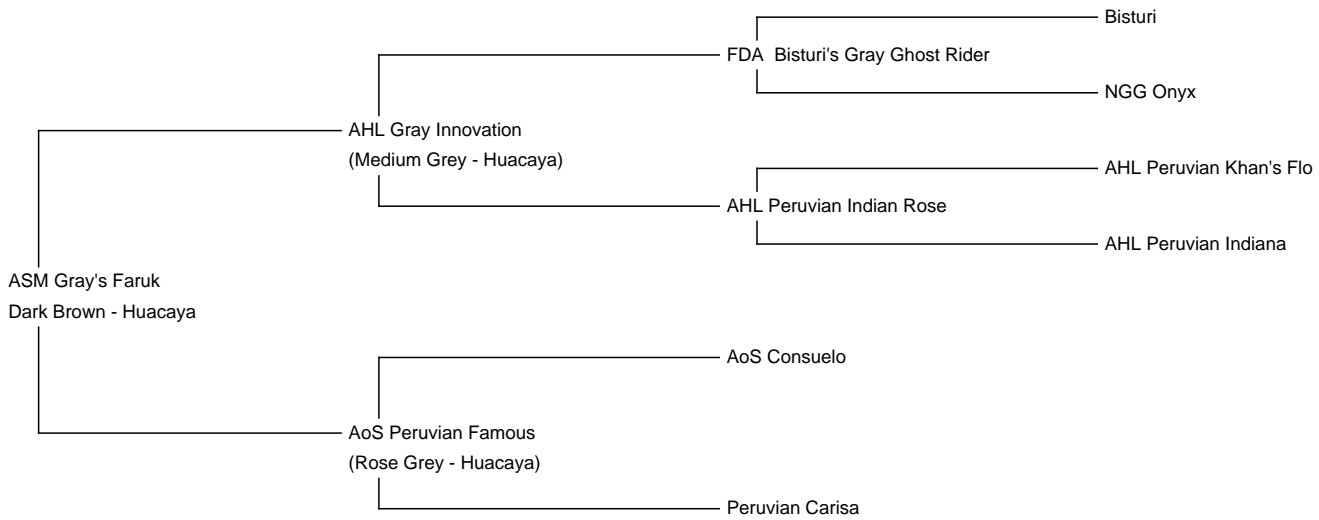 Bisturi
FDA  Bisturi's Gray Ghost Rider
NGG Onyx
AHL Gray Innovation
(Medium Grey - Huacaya)
AHL Peruvian Khan's Flo
AHL Peruvian Indian Rose
AHL Peruvian Indiana
ASM Gray's Faruk
Dark Brown - Huacaya
AoS Consuelo
AoS Peruvian Famous
(Rose Grey - Huacaya)
Peruvian Carisa